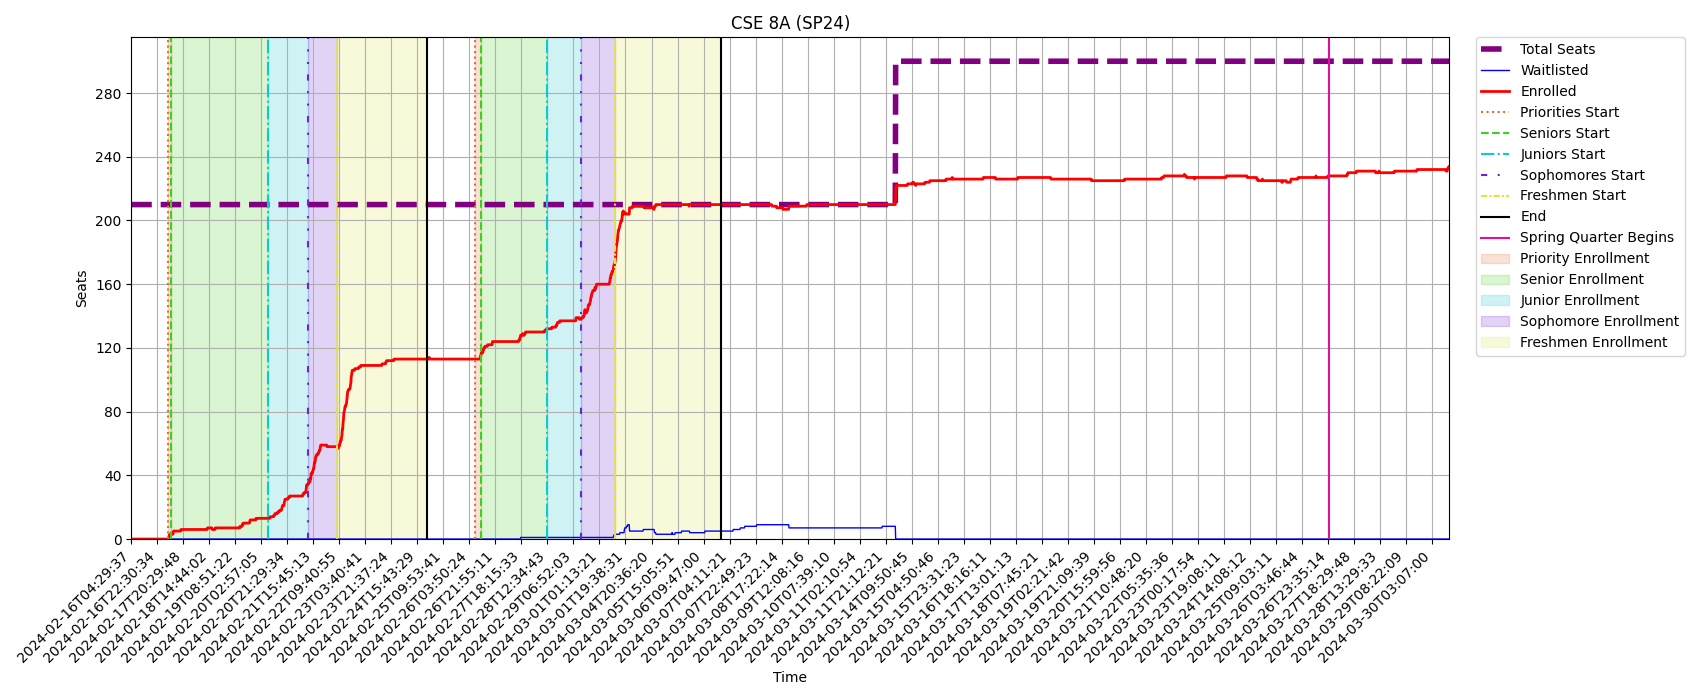 CSE 8A (SP24)
Seats
280
240
200
160
120
80
40
0
2024-02-16T04:29:37
2024-02-16T22:30:34
2024-02-17T20:29:48
2024-02-18T14:44:02
2024-02-19T08:51:22
2024-02-20T02:57:05
2024-02-20T21:29:34
2024-02-21T15:45:13
2024-02-22T09:40:55
2024-02-23T03:40:41
2024-02-23T21:37:24
2024-02-24T15:43:29
2024-02-25T09:53:41
2024-02-26T03:50:24
2024-02-26T21:55:11
2024-02-27T18:15:33
2024-02-28T12:34:43
2024-02-29T06:52:03
2024-03-01T01:13:21
2024-03-01T19:38:31
2024-03-04T20:36:20
2024-03-05T15:05:51
2024-03-06T09:47:00
2024-03-07T04:11:21
2024-03-07T22:49:23
2024-03-09T17:22:14
2024-03-09T12:08:16
2024-03-10T07:39:10
2024-03-11T02:10:54
2024-03-11T21:12:21
2024-03-14T09:50:45
2024-03-15T04:50:46
2024-03-15T23:31:23
2024-03-16T18:16:11
2024-03-17T13:01:13
2024-03-18T07:45:21
2024-03-19T02:21:42
2024-03-19T21:09:39
2024-03-20T15:59:56
2024-03-21T10:48:20
2024-03-22T05:35:36
2024-03-23T00:17:54
2024-03-23T19:08:11
2024-03-24T14:08:12
2024-03-25T09:03:11
2024-03-26T03:46:44
2024-03-26T23:35:14
2024-03-27T18:29:48
2024-03-28T13:29:33
2024-03-29T08:22:09
2024-03-30T03:07:00
Time
Total Seats
Waitlisted
Enrolled
Priorities Start
Seniors Start
Juniors Start
Sophomores Start
Freshmen Start
End
Spring Quarter Begins
Priority Enrollment
Senior Enrollment
Junior Enrollment
Sophomore Enrollment
Freshmen Enrollment